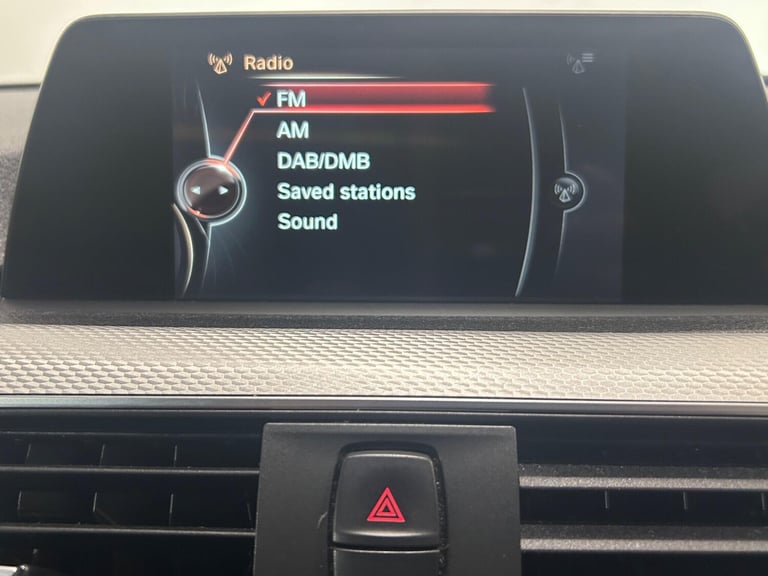 Radio
FM
AM
DAB/DMB
Saved stations
Sound